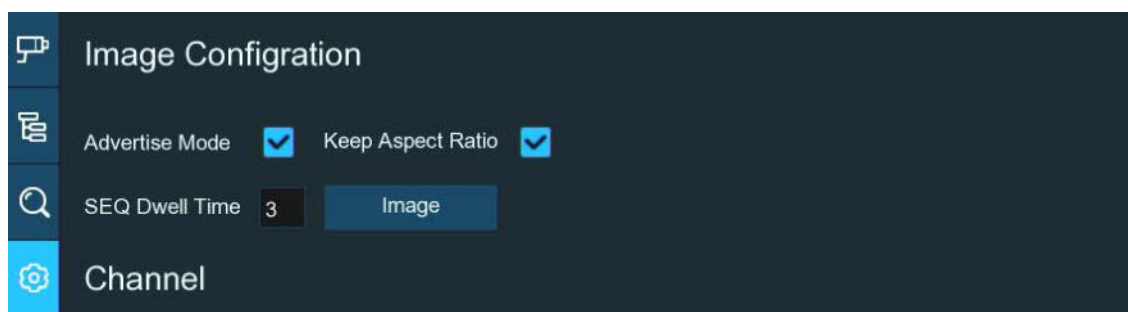 Image Configration
Advertise Mode Keep Aspect Ratio
SEQ Dwell Time 3 Image
Channel